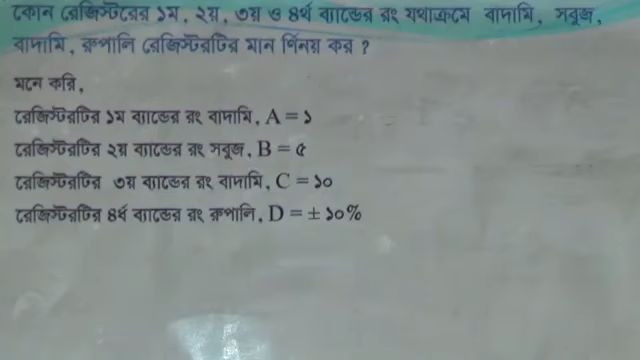 কোন রেজিস্টরের ১ম, ২য়, ৩য় ও ৪র্থ ব্যান্ডের রং যথাক্রমে বাদামি, সবুজ,
বাদামি, রুপালি রেজিস্টরটির মান র্নিনয় কর ?
মনে করি,
রেজিস্টরটির ১ম ব্যান্ডের রং বাদামি, A = ১
রেজিস্টরটির ২য় ব্যান্ডের রং সবুজ, B = ৫
রেজিস্টরটির ৩য় ব্যান্ডের রং বাদামি, C = ১০
রেজিস্টরটির ৪র্থ ব্যান্ডের রং রুপালি, D = ± ১০%